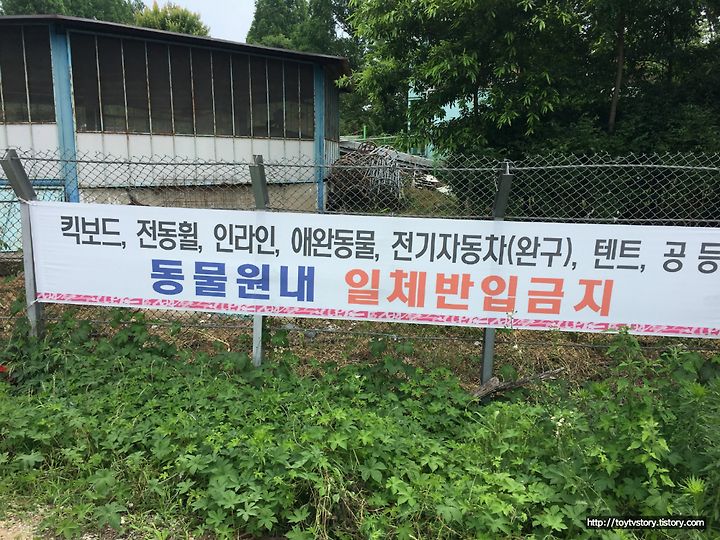 킥보드, 전동휠, 인라인, 애완동물, 전기자동차(완구), 텐트, 공 등
동물원내 일체반입금지
http://toytvstory.tistory.com